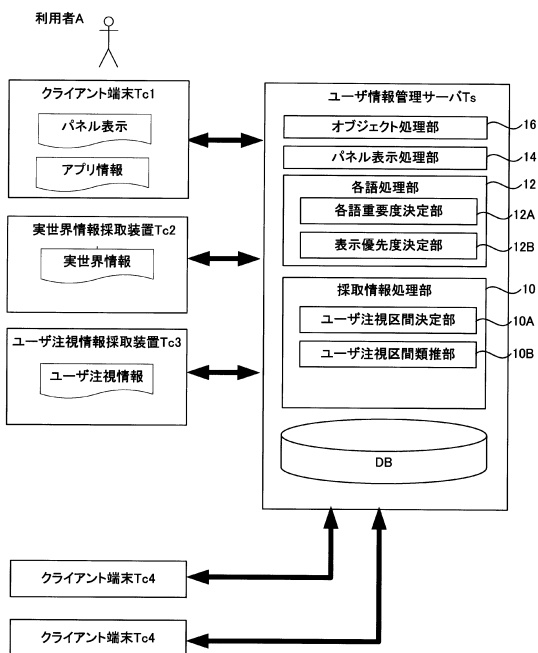 利用者A
クライアント端末Tc1
パネル表示
アプリ情報
実世界情報採取装置Tc2
実世界情報
ユーザ注視情報採取装置Tc3
ユーザ注視情報
ユーザ情報管理サーバTs
オブジェクト処理部
16
パネル表示処理部
14
各語処理部
12
各語重要度決定部
12A
表示優先度決定部
12B
採取情報処理部
10
ユーザ注視区間決定部
10A
ユーザ注視区間類推部
10B
DB
クライアント端末Tc4
クライアント端末Tc4